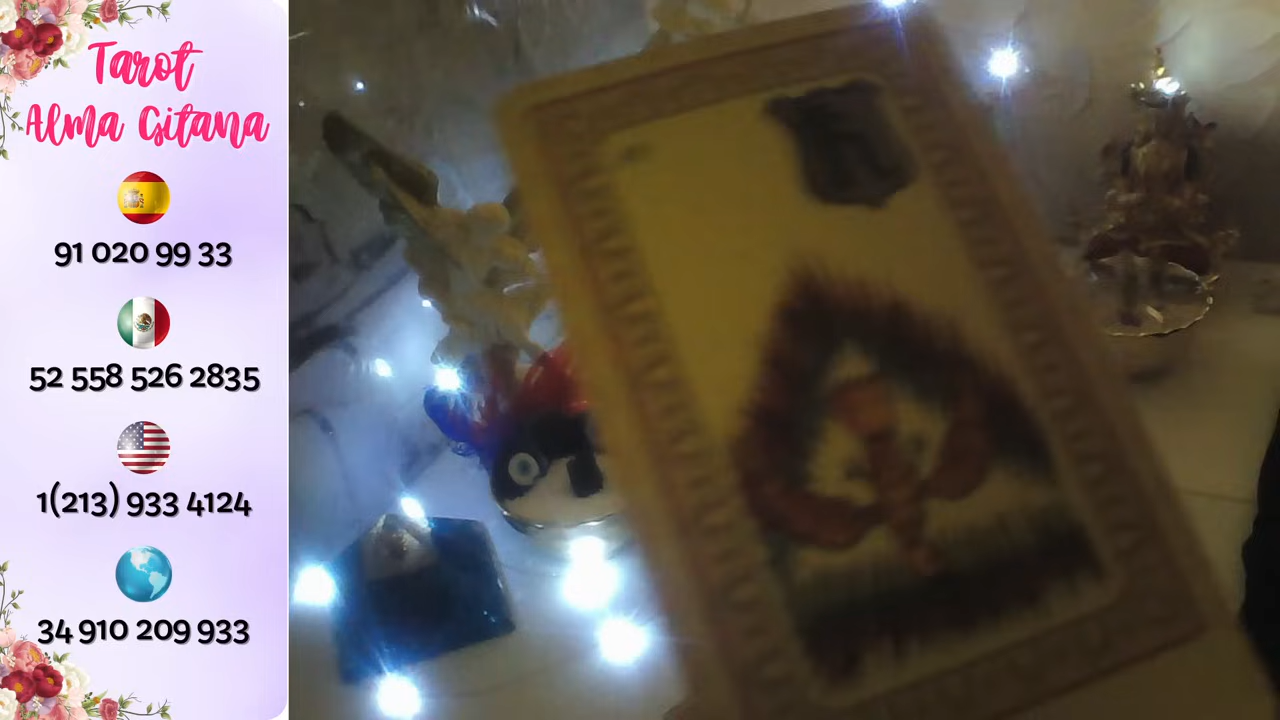 Tarot
Alma Gitana
91 020 99 33
52 558 526 2835
1(213) 933 4124
34 910 209 933